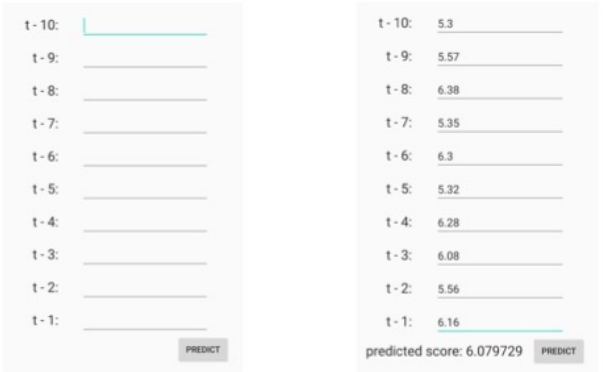 t - 10:
t - 9:
t - 8:
t - 7:
t - 6:
t - 5:
t - 4:
t - 3:
t - 2:
t - 1:
PREDICT
t - 10: 5.3
t - 9: 5.57
t - 8: 6.38
t - 7: 5.35
t - 6: 6.3
t - 5: 5.32
t - 4: 6.28
t - 3: 6.08
t - 2: 5.56
t - 1: 6.16
predicted score: 6.079729 PREDICT